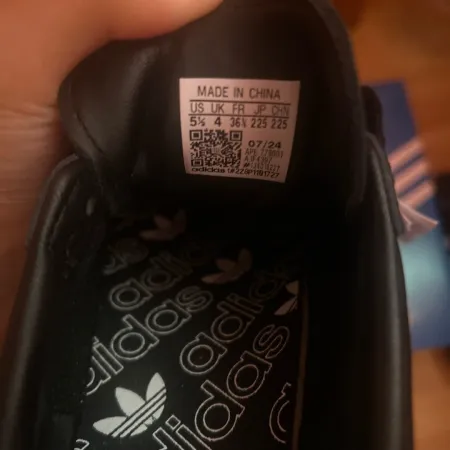 MADE IN CHINA
US UK FR JP CHN
5½ 4 36⅔ 225 225
07/24
adidas
adidas
adidas
adidas
adidas